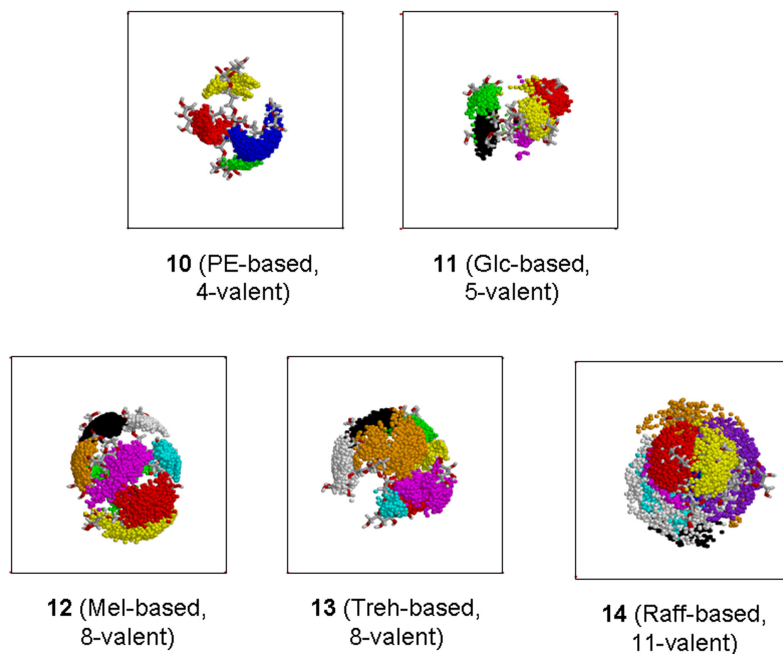 10 (PE-based,
4-valent)
11 (Glc-based,
5-valent)
12 (Mel-based,
8-valent)
13 (Treh-based,
8-valent)
14 (Raff-based,
11-valent)